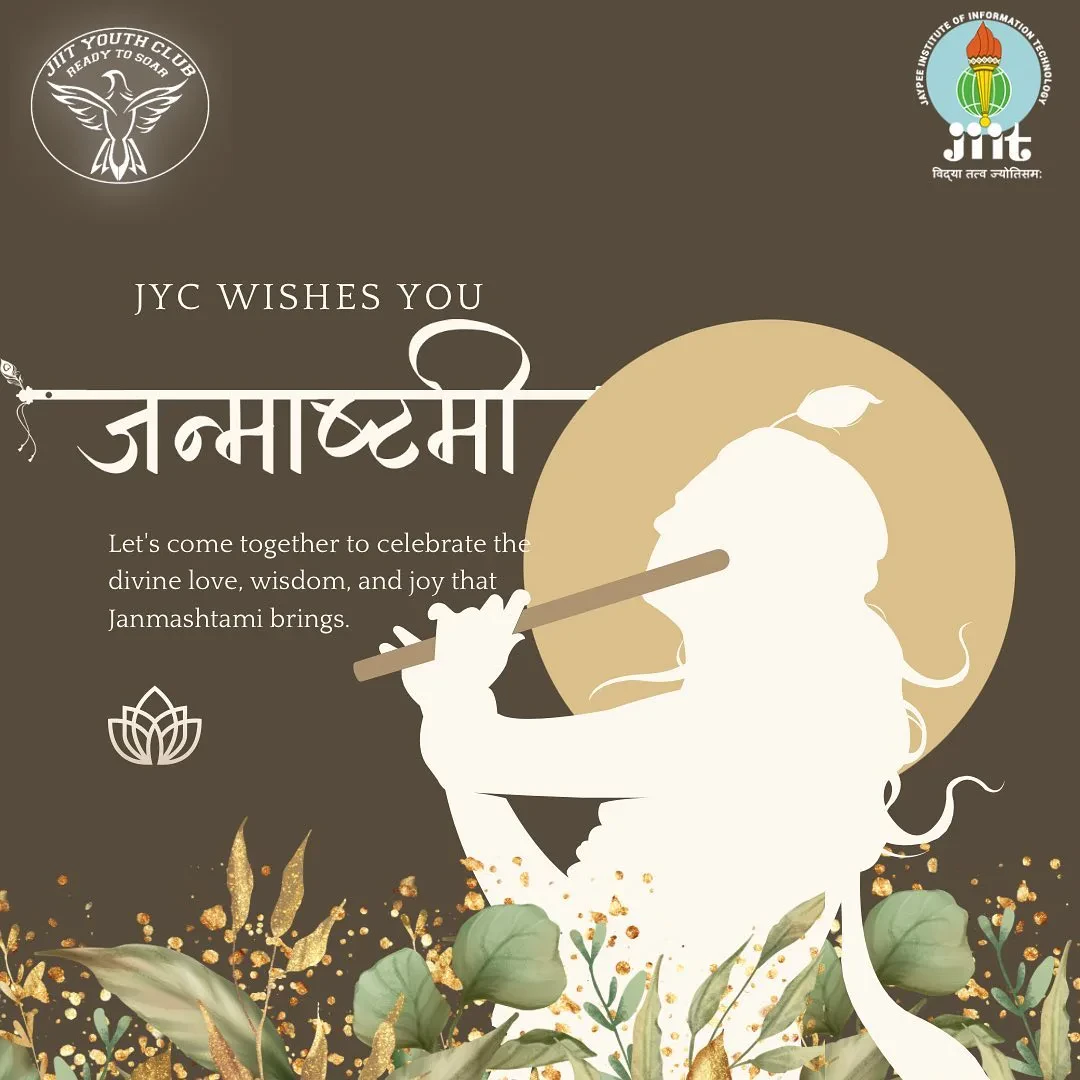 JIIT YOUTH CLUB
READY TO SOAR
JAYPEE INSTITUTE OF INFORMATION TECHNOLOGY
jiit
विद्या तत्व ज्योतिसम:
JYC WISHES YOU
जन्माष्टमी
Let's come together to celebrate the
divine love, wisdom, and joy that
Janmashtami brings.